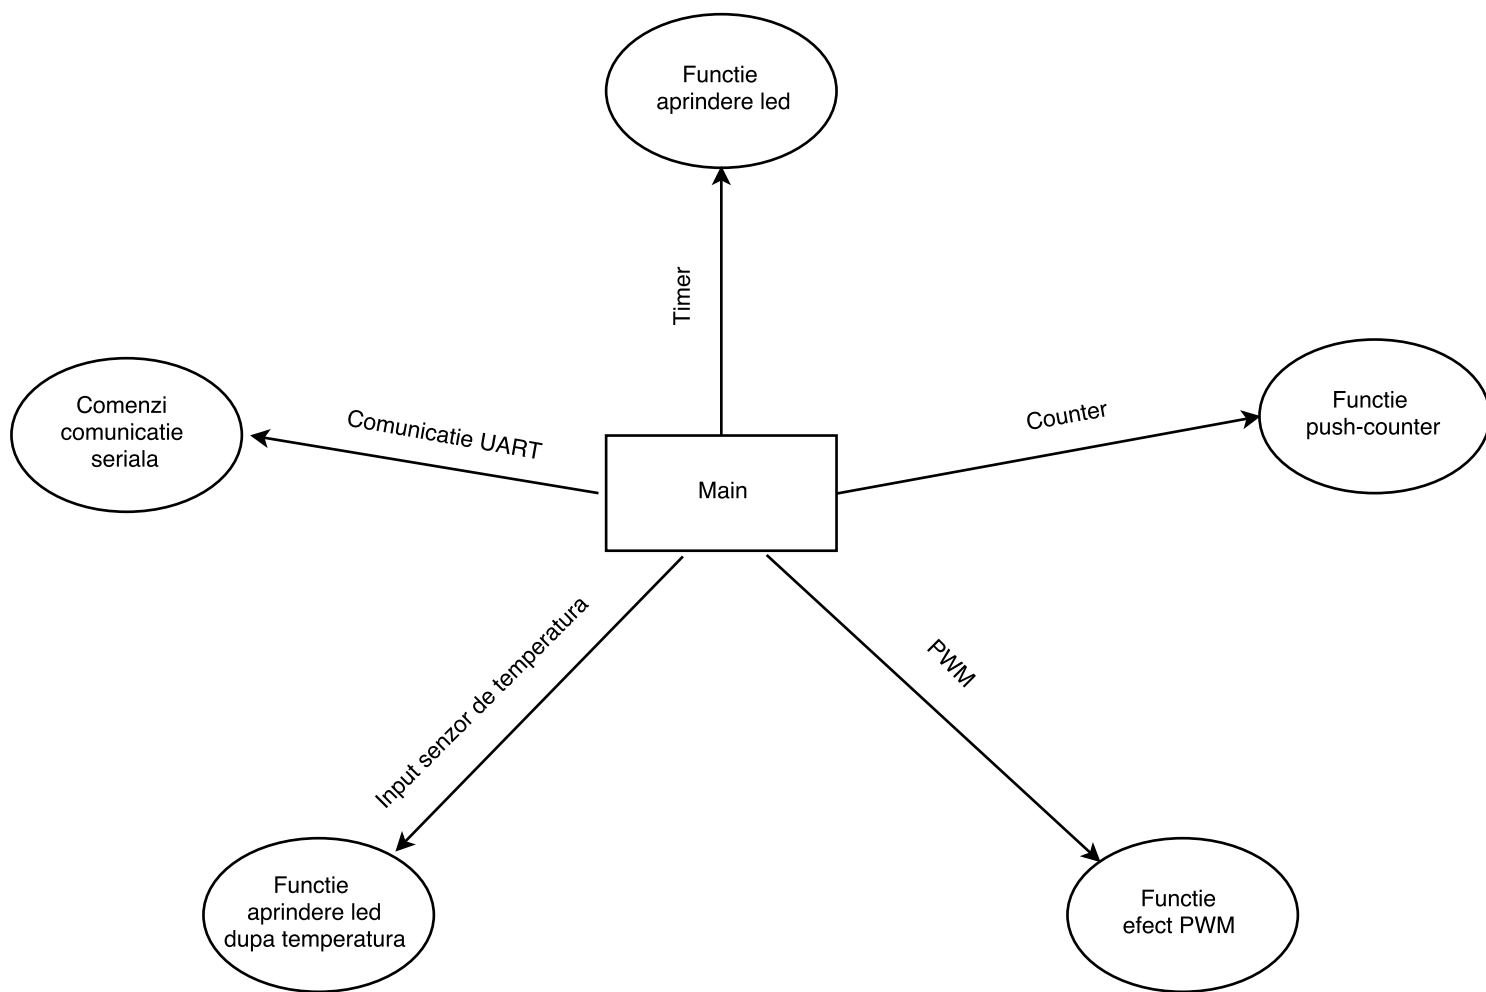 Functie
aprindere led
Timer
Comenzi
comunicatie
seriala
Comunicatie UART
Counter
Functie
push-counter
Main
Input senzor de temperatura
PWM
Functie
aprindere led
dupa temperatura
Functie
efect PWM